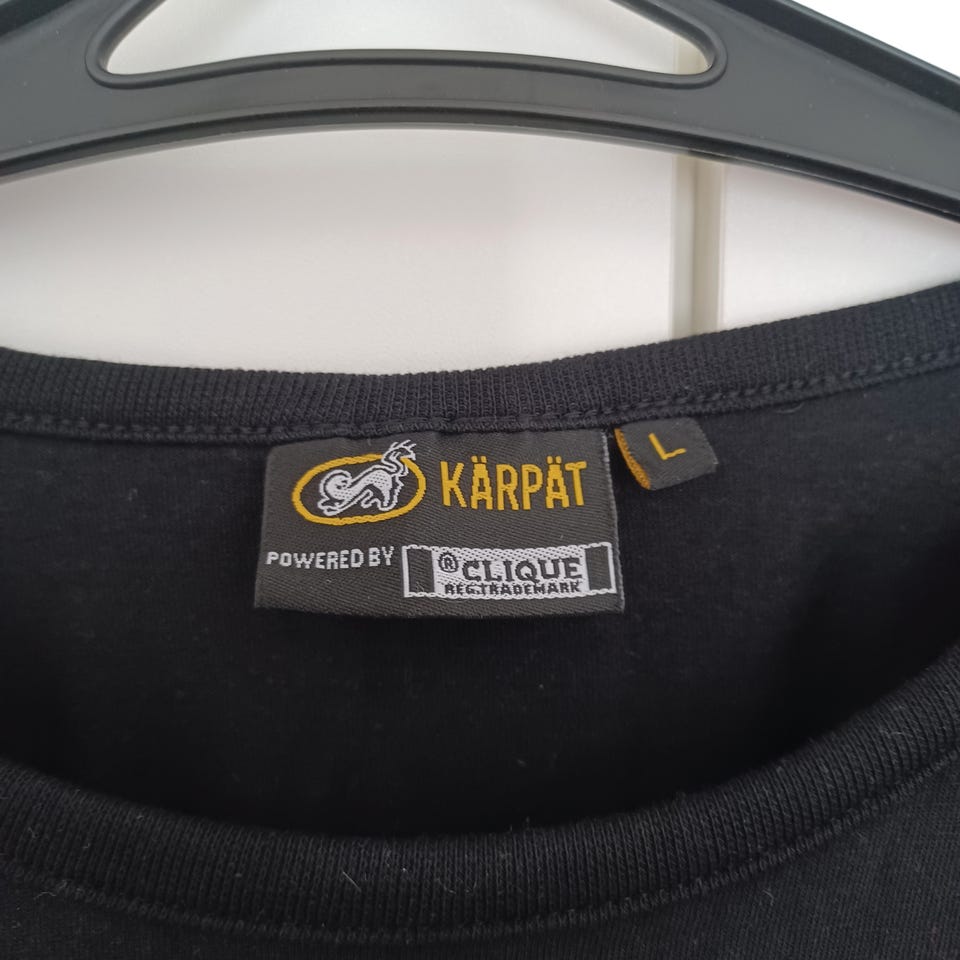 KÄRPÄT
L
POWERED BY
®CLIQUE
REG.TRADEMARK